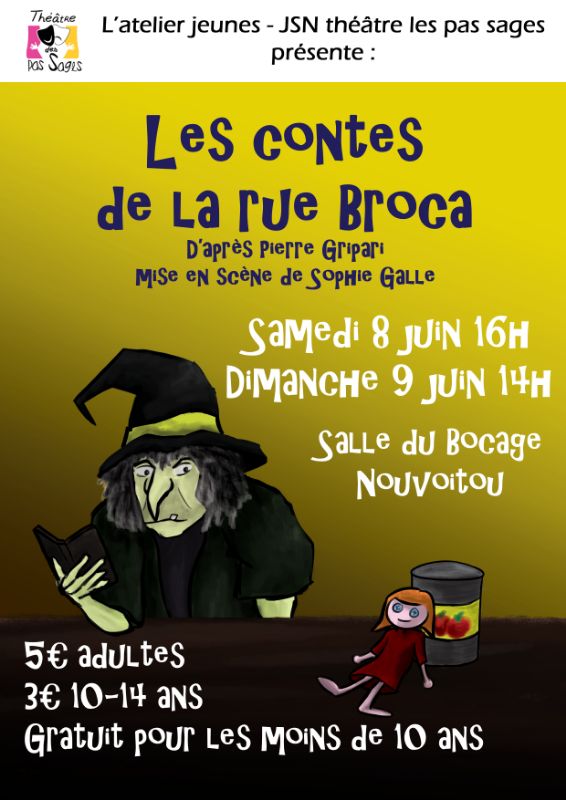 Théâtre
des
pas Sages
L'atelier jeunes - JSN théâtre les pas sages
présente :
Les contes
de la rue Broca
D'après Pierre Gripari
Mise en scène de Sophie Galle
Samedi 8 juin 16h
Dimanche 9 juin 14h
Salle du Bocage
Nouvoitou
5€ adultes
3€ 10-14 ans
Gratuit pour les moins de 10 ans